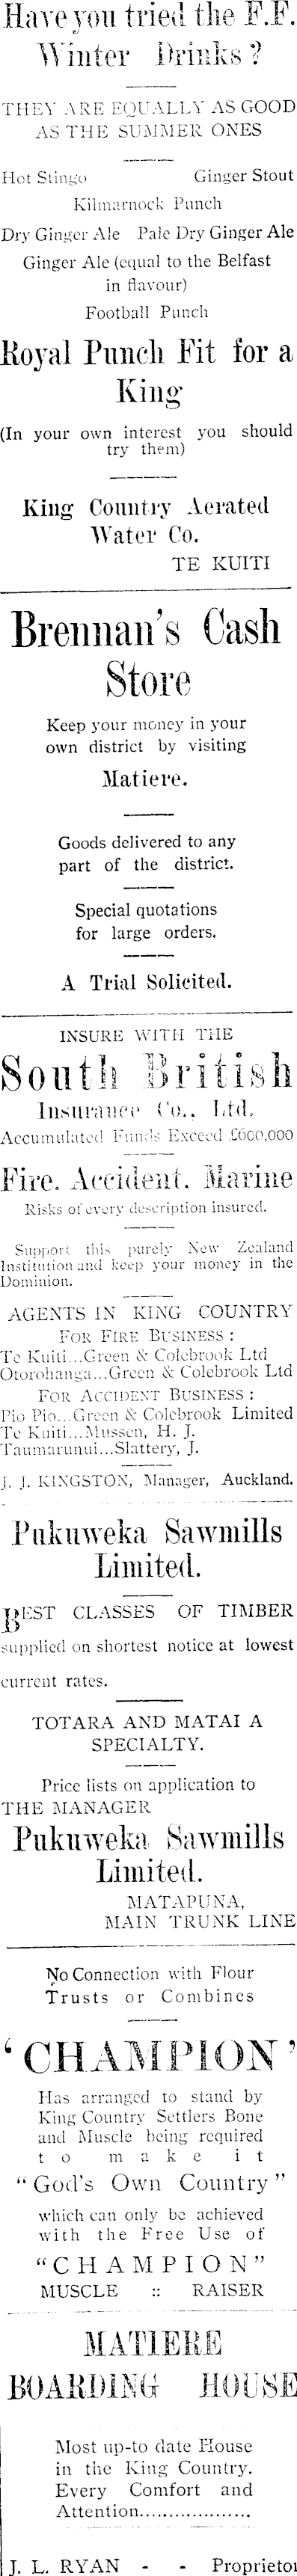 Have you tried the F.F.
Winter Drinks?
THEY ARE EQUALLY AS GOOD
AS THE SUMMER ONES
Hot Stingo Ginger Stout
Kilmarnock Punch
Dry Ginger Ale Pale Dry Ginger Ale
Ginger Ale (equal to the Belfast
in flavour)
Football Punch
Royal Punch Fit for a
King
(In your own interest you should
try them)
King Country Aerated
Water Co.
TE KUITI
Brennan's Cash
Store
Keep your money in your
own district by visiting
Matiere.
Goods delivered to any
part of the district.
Special quotations
for large orders.
A Trial Solicited.
INSURE WITH THE
South British
Insurance Co., Ltd.
Accumulated Funds Exceed £600,000
Fire. Accident. Marine
Risks of every description insured.
Support this purely New Zealand
Institution and keep your money in the
Dominion.
AGENTS IN KING COUNTRY
FOR FIRE BUSINESS :
Te Kuiti...Green & Colebrook Ltd
Otorohanga...Green & Colebrook Ltd
FOR ACCIDENT BUSINESS :
Pio Pio...Green & Colebrook Limited
Te Kuiti...Mussen, H. J.
Taumarunui...Slattery, J.
J. J. KINGSTON, Manager, Auckland.
Pukuweka Sawmills
Limited.
BEST CLASSES OF TIMBER
supplied on shortest notice at lowest
current rates.
TOTARA AND MATAI A
SPECIALTY.
Price lists on application to
THE MANAGER
Pukuweka Sawmills
Limited.
MATAPUNA,
MAIN TRUNK LINE
No Connection with Flour
Trusts or Combines
'CHAMPION'
Has arranged to stand by
King Country Settlers Bone
and Muscle being required
to make it
"God's Own Country"
which can only be achieved
with the Free Use of
"CHAMPION"
MUSCLE :: RAISER
MATIERE
BOARDING HOUSE
Most up-to date House
in the King Country.
Every Comfort and
Attention...................
J. L. RYAN - - Proprietor